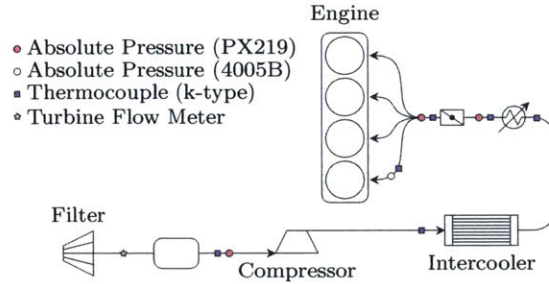 Engine
Absolute Pressure (PX219)
Absolute Pressure (4005B)
Thermocouple (k-type)
Turbine Flow Meter
Filter
Compressor
Intercooler